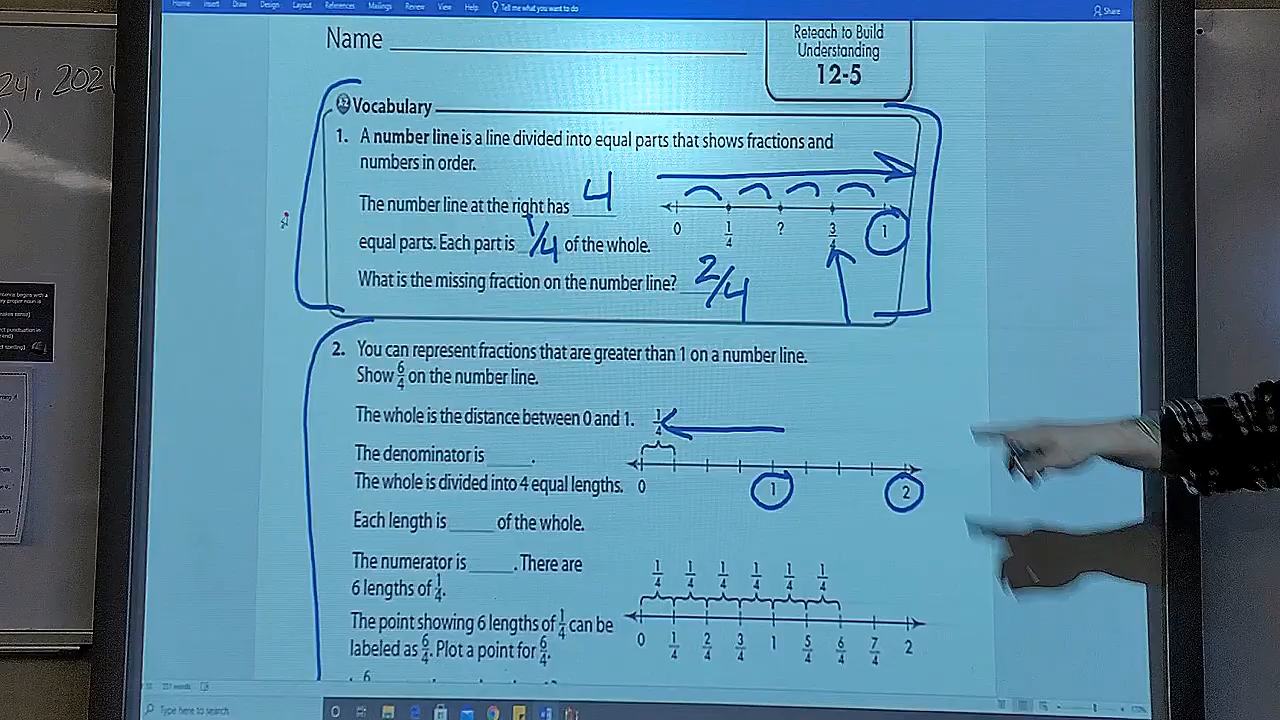 Home Insert Draw Design Layout References Mailings Review View Help Tell me what you want to do Share
24, 202
)
Name
Reteach to Build
Understanding
12-5
Vocabulary
1. A number line is a line divided into equal parts that shows fractions and
numbers in order.
The number line at the right has 4
equal parts. Each part is 1/4 of the whole.
0 1/4 ? 3/4 1
What is the missing fraction on the number line? 2/4
2. You can represent fractions that are greater than 1 on a number line.
Show 6/4 on the number line.
The whole is the distance between 0 and 1. 1/4
The denominator is ____.
The whole is divided into 4 equal lengths. 0 1 2
Each length is ____ of the whole.
The numerator is ____. There are
6 lengths of 1/4.
1/4 1/4 1/4 1/4 1/4 1/4
The point showing 6 lengths of 1/4 can be
labeled as 6/4. Plot a point for 6/4.
0 1/4 2/4 3/4 1 5/4 6/4 7/4 2
Type here to search